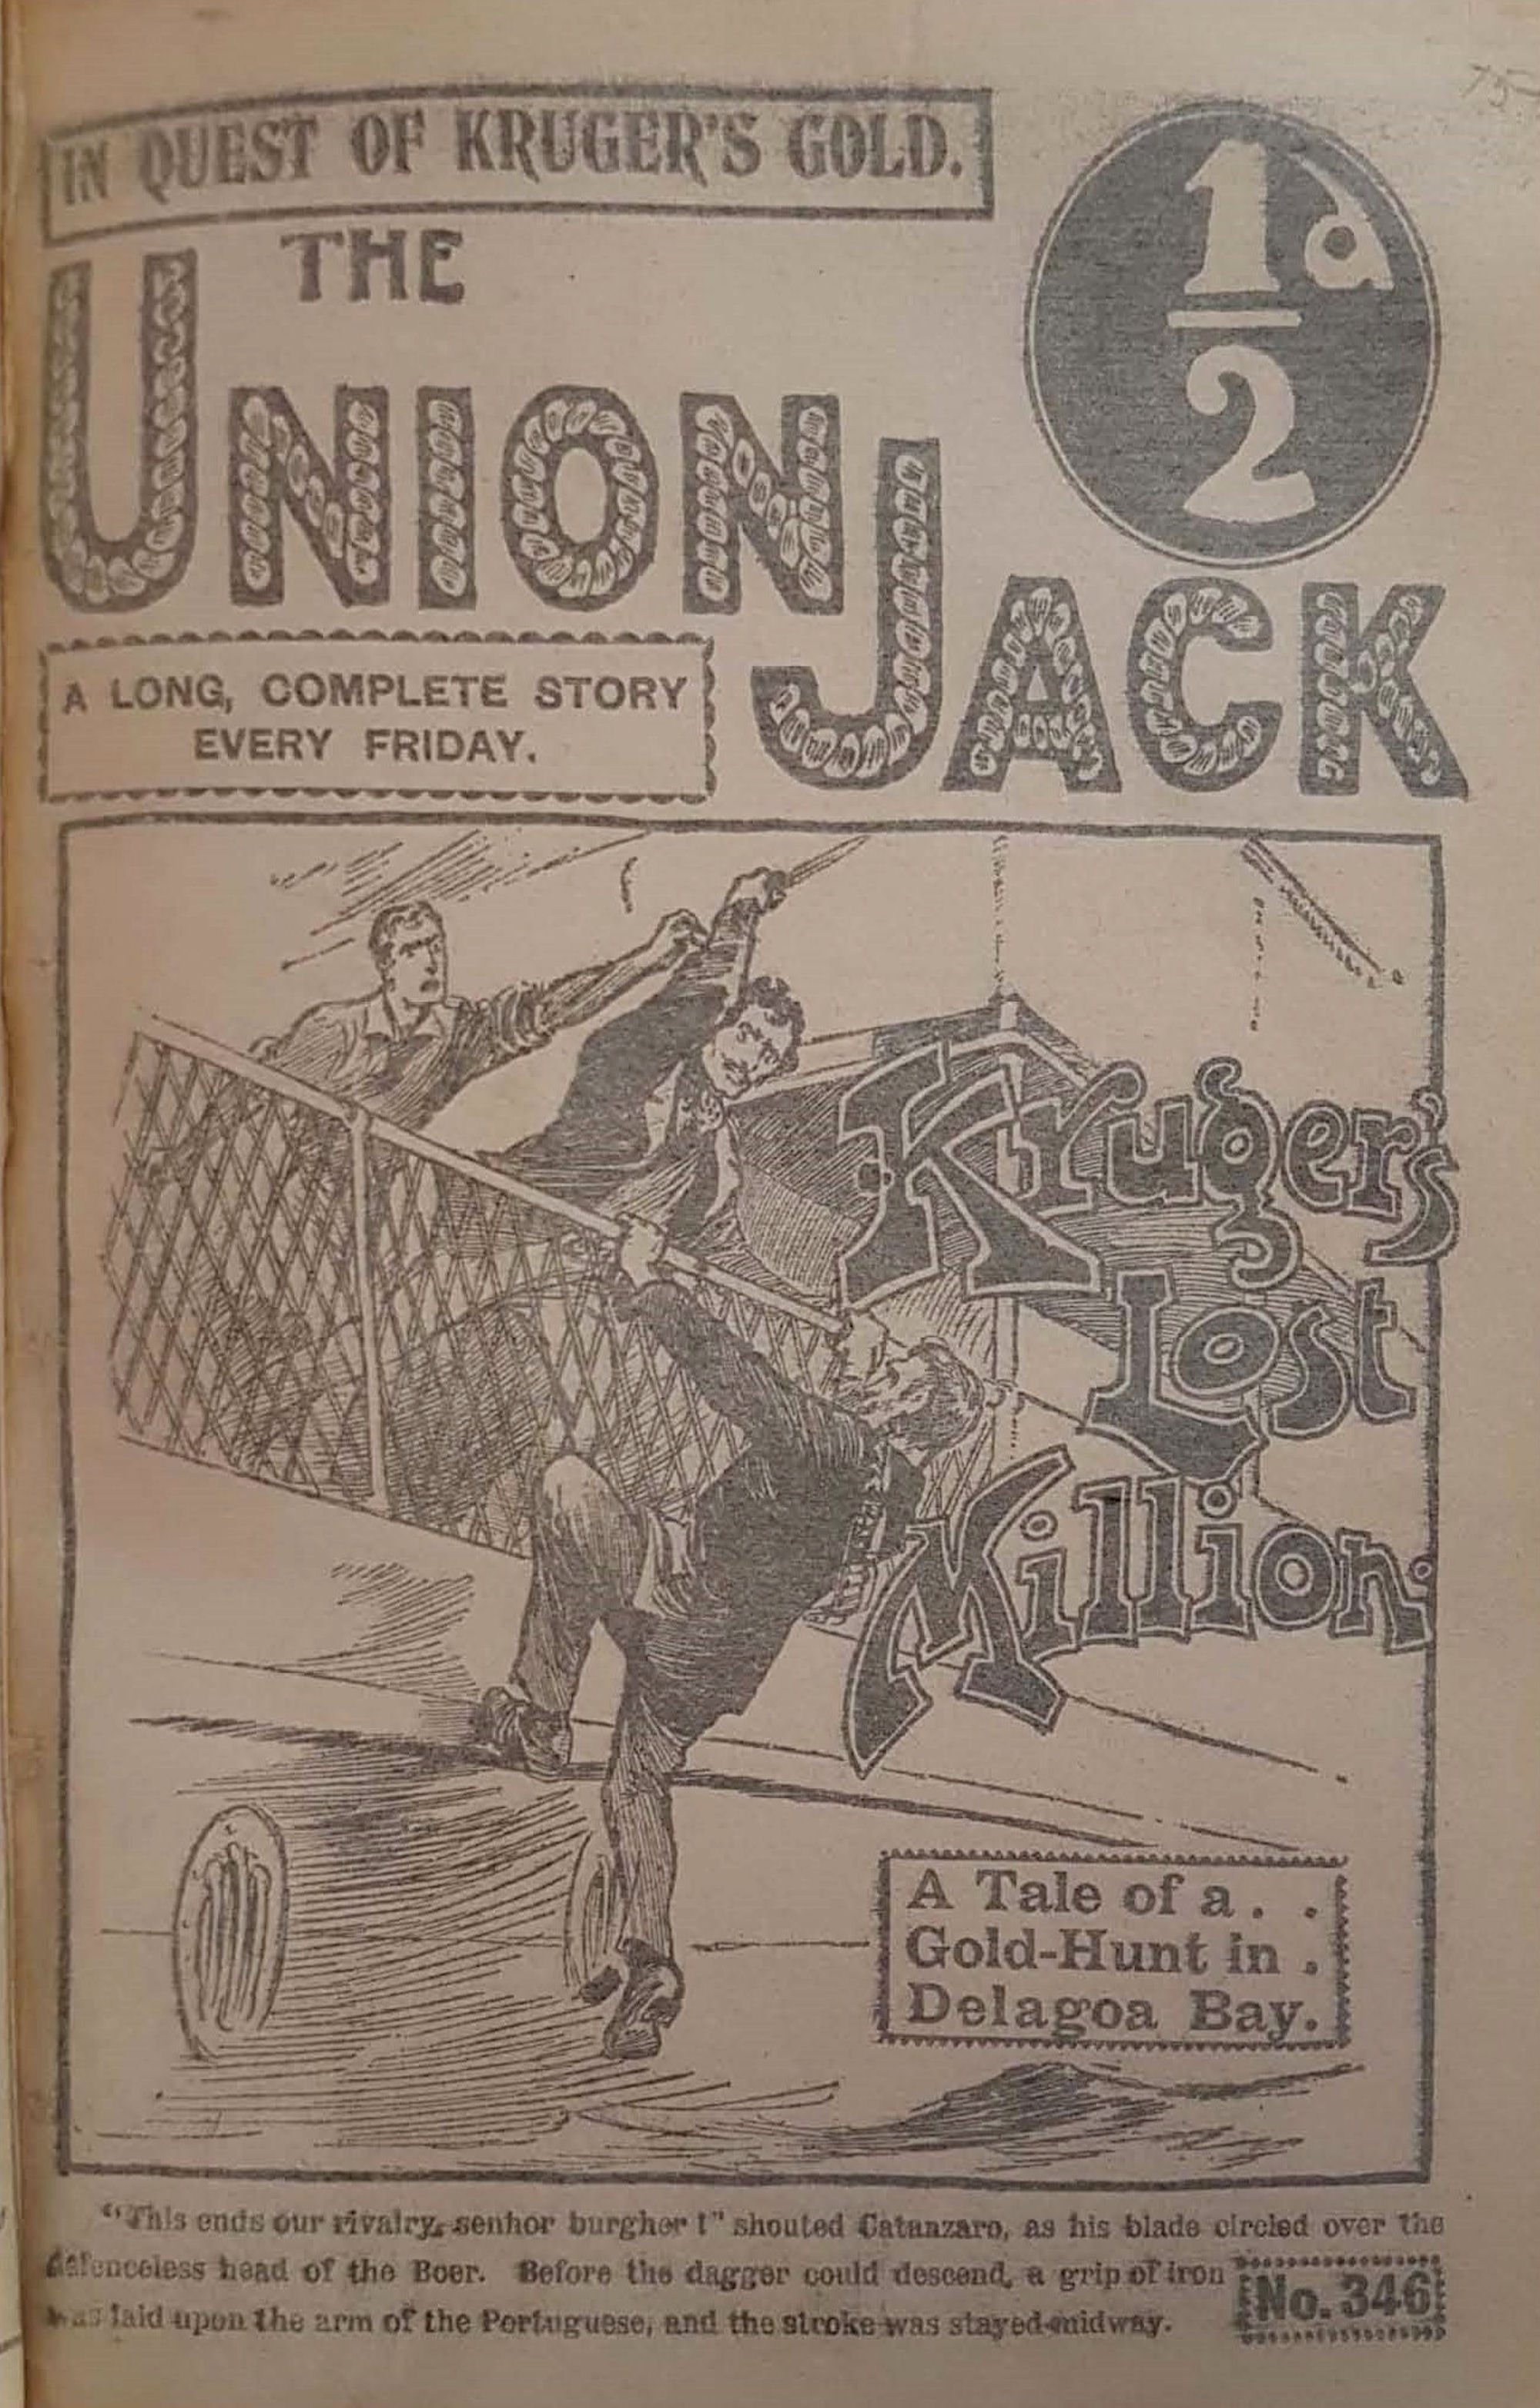 IN QUEST OF KRUGER'S GOLD.
THE
UNION
JACK
1/2d
A LONG, COMPLETE STORY
EVERY FRIDAY.
Kruger's
Lost
Million.
A Tale of a . .
Gold-Hunt in .
Delagoa Bay.
"This ends our rivalry, senhor burgher!" shouted Catanzaro, as his blade circled over the
defenceless head of the Boer. Before the dagger could descend, a grip of iron
was laid upon the arm of the Portuguese, and the stroke was stayed midway.
No. 346